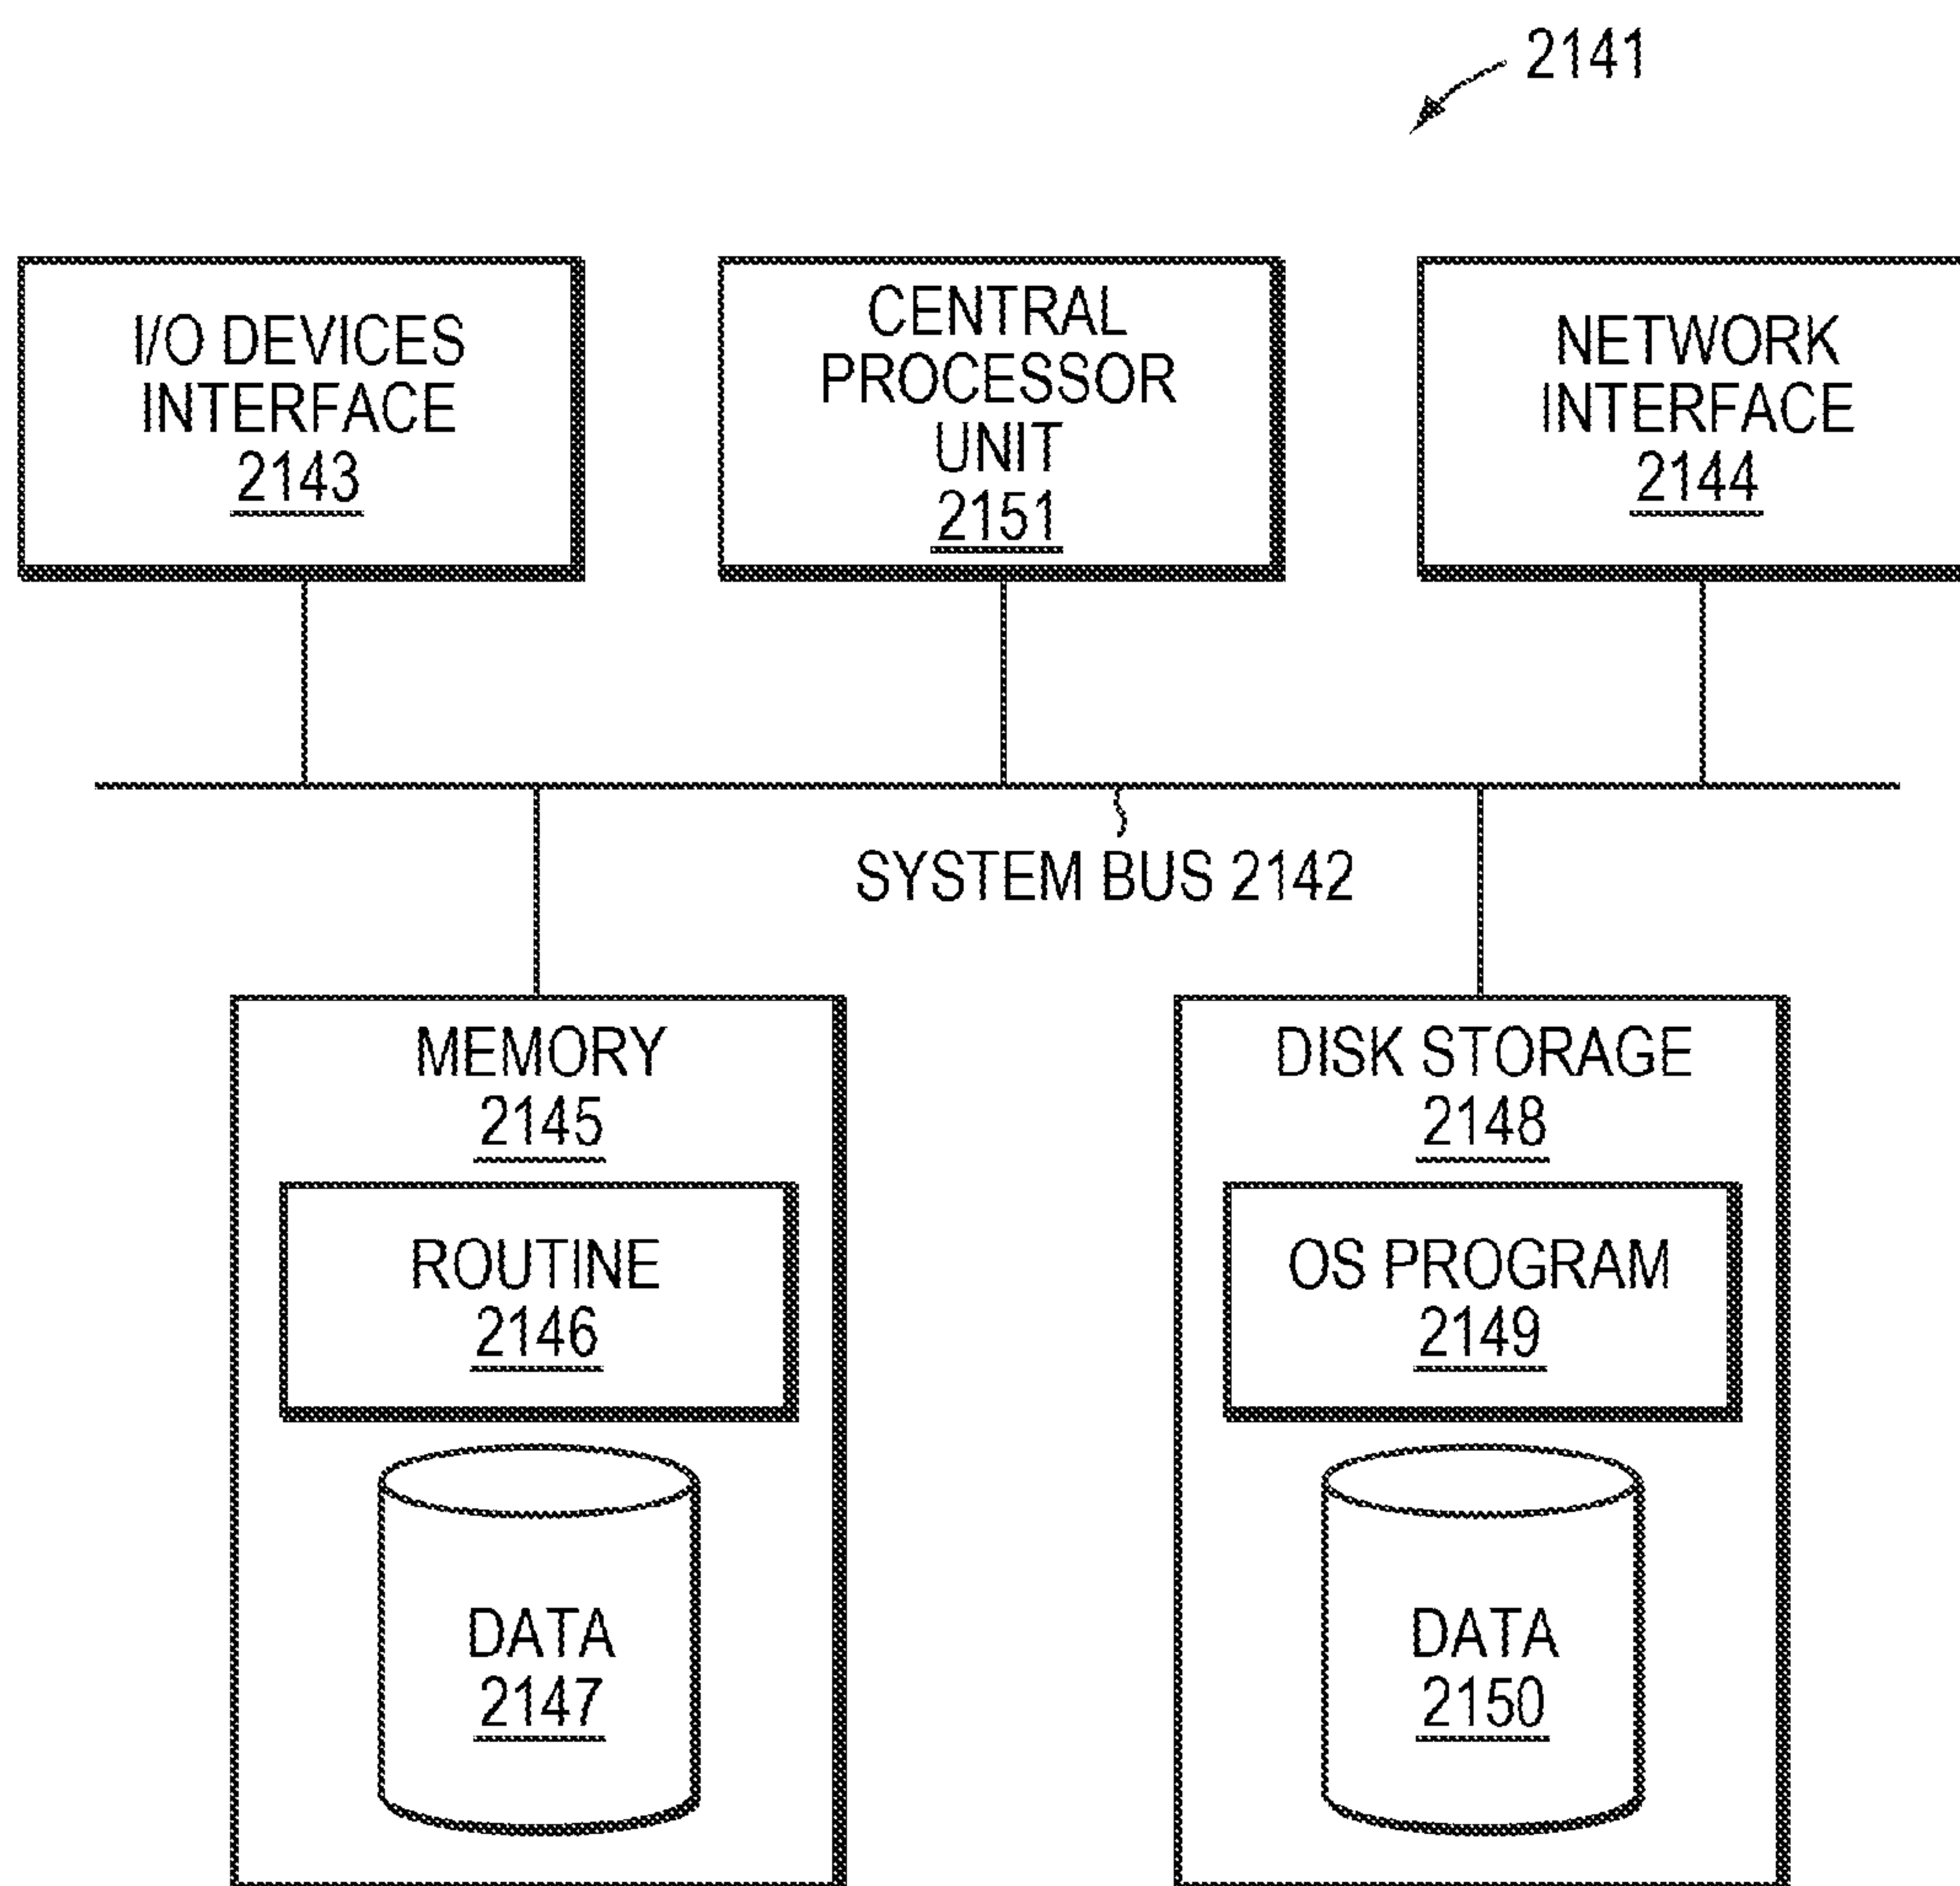 2141
I/O DEVICES
INTERFACE
2143
CENTRAL
PROCESSOR
UNIT
2151
NETWORK
INTERFACE
2144
SYSTEM BUS 2142
MEMORY
2145
ROUTINE
2146
DATA
2147
DISK STORAGE
2148
OS PROGRAM
2149
DATA
2150